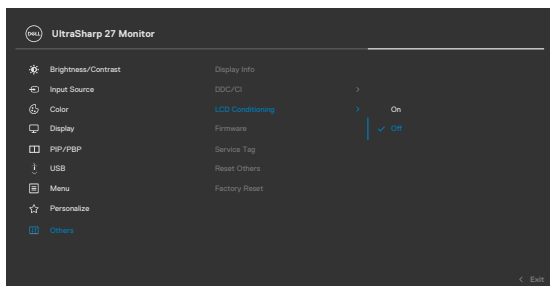 DELL UltraSharp 27 Monitor
Brightness/Contrast Display Info
Input Source DDC/CI >
Color LCD Conditioning > On
Display Firmware ✓ Off
PIP/PBP Service Tag
USB Reset Others
Menu Factory Reset
Personalize
Others
< Exit